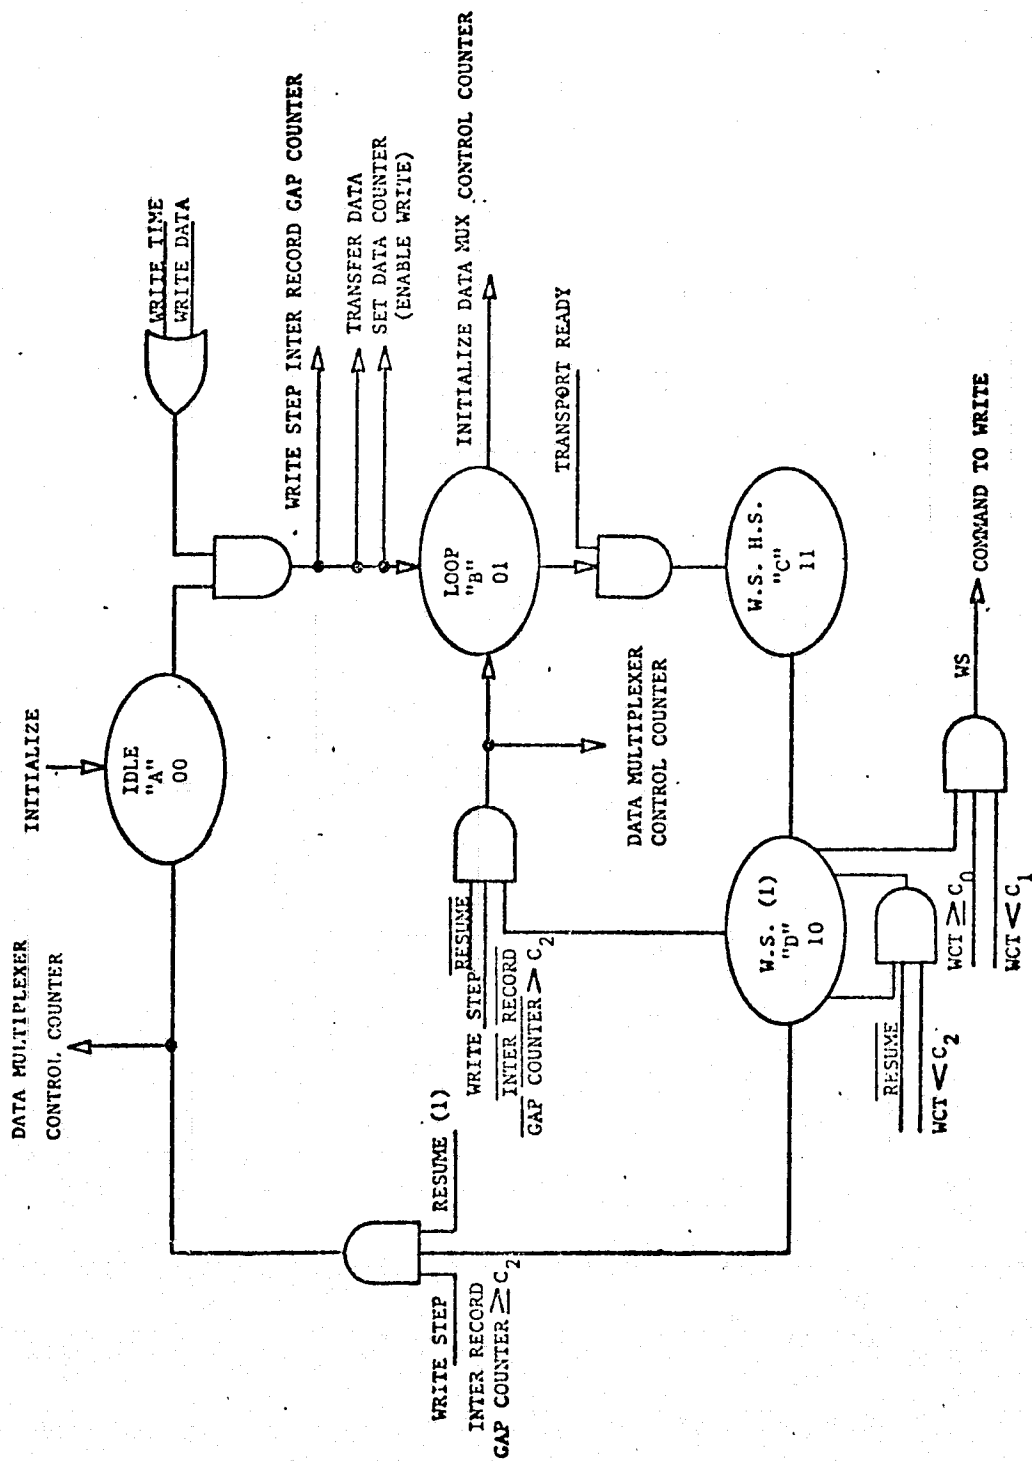 DATA MULTIPLEXER
CONTROL COUNTER
INITIALIZE
IDLE
"A"
00
WRITE TIME
WRITE DATA
WRITE STEP INTER RECORD GAP COUNTER
TRANSFER DATA
SET DATA COUNTER
(ENABLE WRITE)
WRITE STEP
INTER RECORD
GAP COUNTER ≥ C2
RESUME (1)
RESUME
WRITE STEP
INTER RECORD
GAP COUNTER > C2
LOOP
"B"
01
INITIALIZE DATA MUX CONTROL COUNTER
DATA MULTIPLEXER
CONTROL COUNTER
TRANSPORT READY
W.S. (1)
"D"
10
W.S. H.S.
"C"
11
RESUME
WCT < C2
WCT ≥ C0
WCT < C1
WS
COMMAND TO WRITE